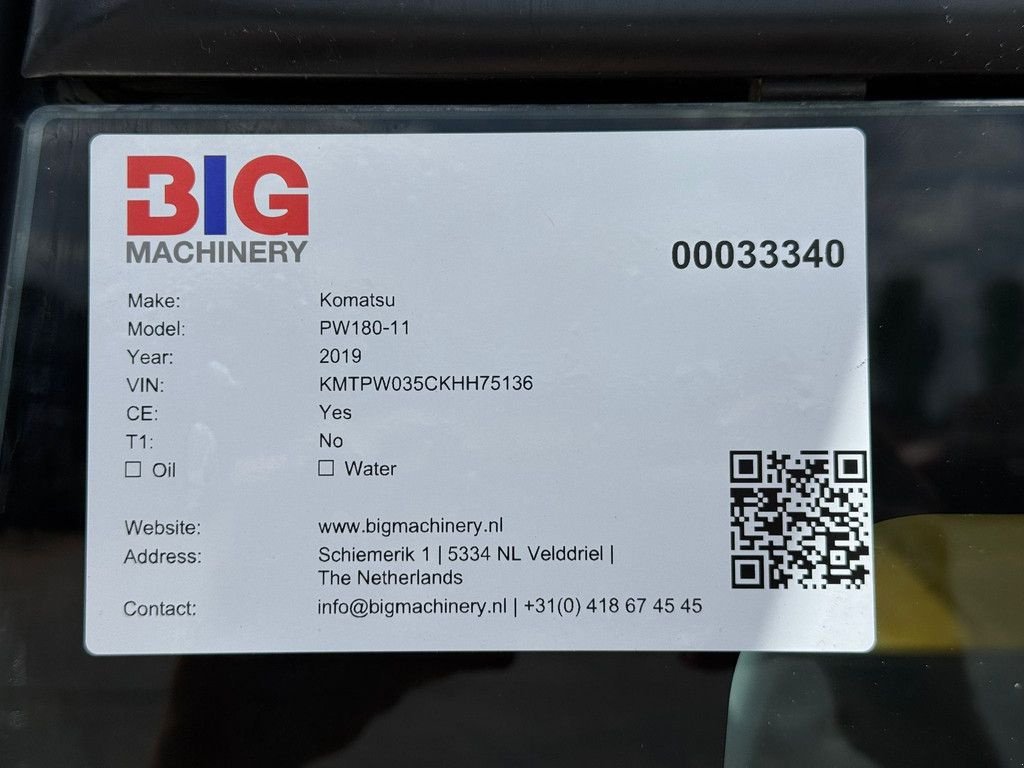 BIG
MACHINERY
00033340
Make: Komatsu
Model: PW180-11
Year: 2019
VIN: KMTPW035CKHH75136
CE: Yes
T1: No
☐ Oil ☐ Water
Website: www.bigmachinery.nl
Address: Schiemerik 1 | 5334 NL Velddriel |
The Netherlands
Contact: info@bigmachinery.nl | +31(0) 418 67 45 45